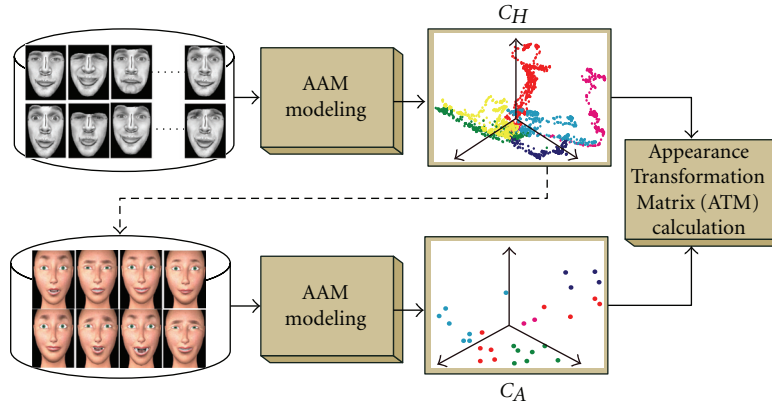 C_H
AAM
modeling
Appearance
Transformation
Matrix (ATM)
calculation
AAM
modeling
C_A